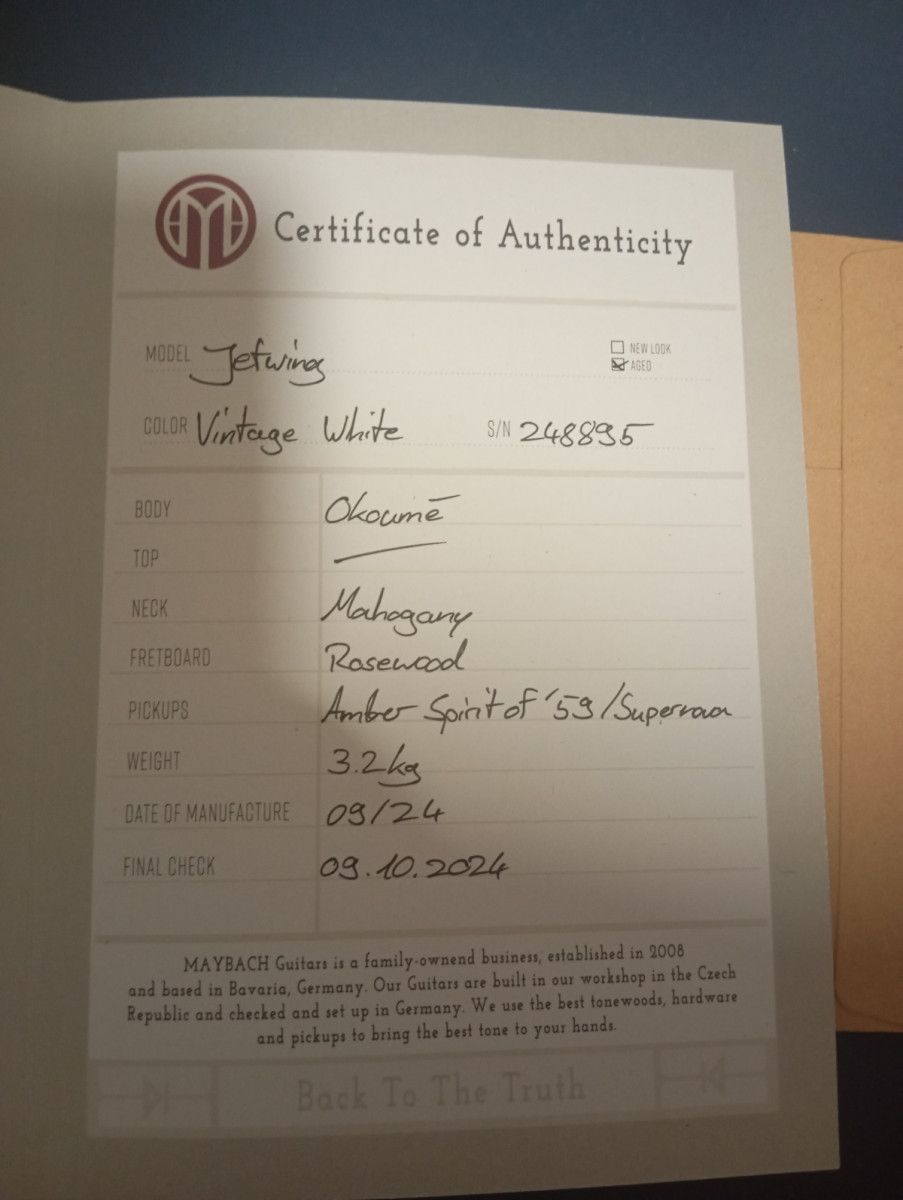 Certificate of Authenticity
MODEL Jetwing
NEW LOOK
AGED
COLOR Vintage White S/N 248895
BODY Okoumē
TOP —
NECK Mahogany
FRETBOARD Rosewood
PICKUPS Amber Spirit of '59/Supernova
WEIGHT 3.2kg
DATE OF MANUFACTURE 09/24
FINAL CHECK 09.10.2024
MAYBACH Guitars is a family-ownend business, established in 2008
and based in Bavaria, Germany. Our Guitars are built in our workshop in the Czech
Republic and checked and set up in Germany. We use the best tonewoods, hardware
and pickups to bring the best tone to your hands.
Back To The Truth